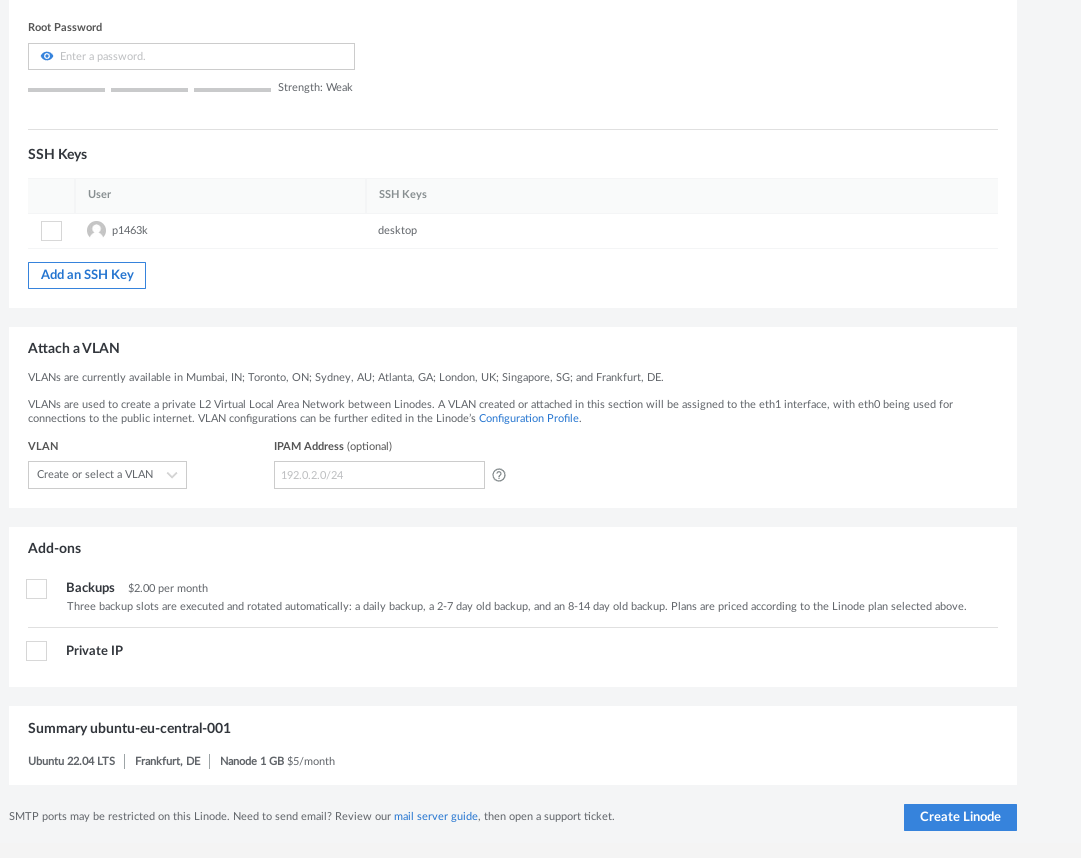 Root Password
Enter a password.
Strength: Weak
SSH Keys
User SSH Keys
p1463k desktop
Add an SSH Key
Attach a VLAN
VLANs are currently available in Mumbai, IN; Toronto, ON; Sydney, AU; Atlanta, GA; London, UK; Singapore, SG; and Frankfurt, DE.
VLANs are used to create a private L2 Virtual Local Area Network between Linodes. A VLAN created or attached in this section will be assigned to the eth1 interface, with eth0 being used for
connections to the public internet. VLAN configurations can be further edited in the Linode's Configuration Profile.
VLAN IPAM Address (optional)
Create or select a VLAN 192.0.2.0/24
Add-ons
Backups $2.00 per month
Three backup slots are executed and rotated automatically: a daily backup, a 2-7 day old backup, and an 8-14 day old backup. Plans are priced according to the Linode plan selected above.
Private IP
Summary ubuntu-eu-central-001
Ubuntu 22.04 LTS Frankfurt, DE Nanode 1 GB $5/month
SMTP ports may be restricted on this Linode. Need to send email? Review our mail server guide, then open a support ticket.
Create Linode